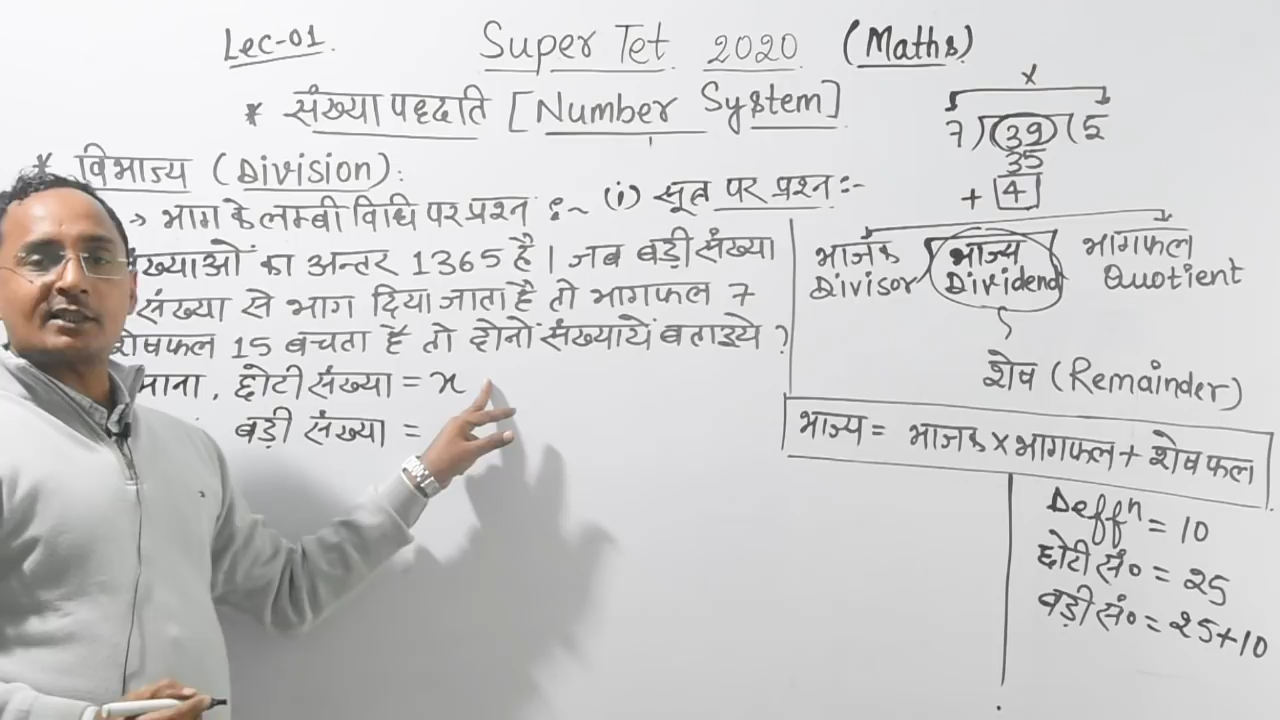 Lec-01.
Super Tet 2020 (Maths)
* संख्या पद्धति [Number System]
* विभाज्य (Division):
→ भाग के लम्बी विधि पर प्रश्न :~ (i) सूत्र पर प्रश्न :-
संख्याओं का अन्तर 1365 है। जब बड़ी संख्या
संख्या से भाग दिया जाता है तो भागफल 7
शेषफल 15 बचता है तो दोनों संख्यायें बताइये ?
माना, छोटी संख्या = x
बड़ी संख्या =
x
7) 39 (5
35
+ 4
भाजक भाज्य भागफल
Divisor Dividend Quotient
शेष (Remainder)
भाज्य = भाजक × भागफल + शेषफल
Deffⁿ = 10
छोटी सं० = 25
बड़ी सं० = 25+10